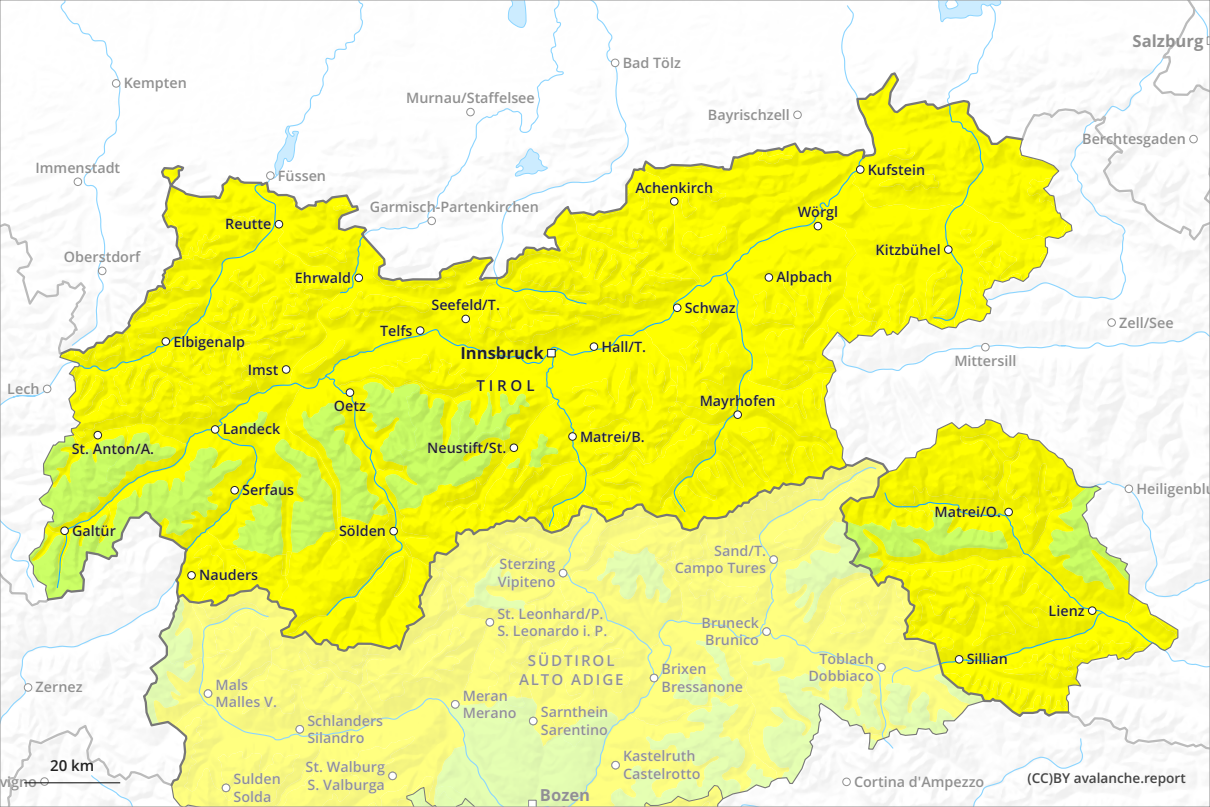 Salzburg
Kempten
Bad Tölz
Murnau/Staffelsee
Bayrischzell
Berchtesgaden
Immenstadt
Füssen
Kufstein
Achenkirch
Garmisch-Partenkirchen
Reutte
Wörgl
Oberstdorf
Kitzbühel
Ehrwald
Alpbach
Seefeld/T.
Schwaz
Telfs
Zell/See
Elbigenalp
Innsbruck
Hall/T.
Mittersill
Imst
TIROL
Lech
Oetz
Mayrhofen
Landeck
Matrei/B.
St. Anton/A.
Neustift/St.
Serfaus
Heiligenblu
Matrei/O.
Galtür
Sölden
Sand/T.
Campo Tures
Sterzing
Vipiteno
Nauders
St. Leonhard/P.
S. Leonardo i. P.
Lienz
Bruneck
Brunico
SÜDTIROL
ALTO ADIGE
Toblach
Dobbiaco
Sillian
Brixen
Bressanone
Zernez
Mals
Malles V.
Meran
Merano
Sarnthein
Sarentino
Schlanders
Silandro
Kastelruth
Castelrotto
St. Walburg
S. Valburga
20 km
vigno
Sulden
Solda
Cortina d'Ampezzo
(CC)BY avalanche.report
Bozen